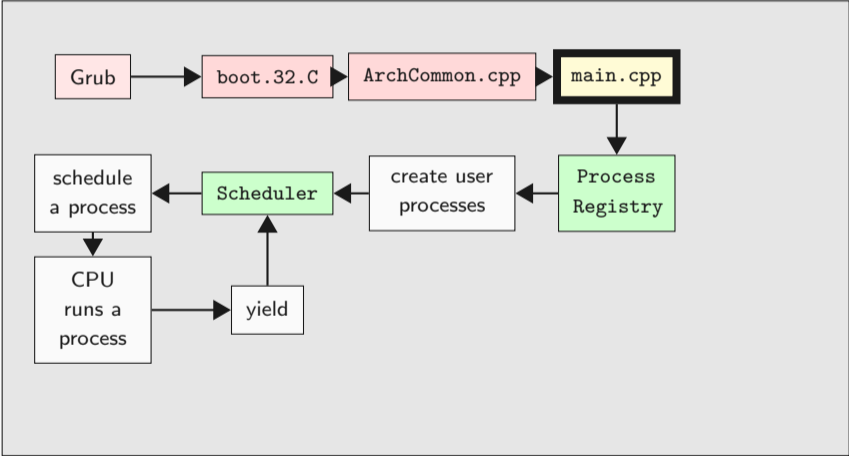 Grub
boot.32.C
ArchCommon.cpp
main.cpp
Process
Registry
create user
processes
Scheduler
schedule
a process
CPU
runs a
process
yield